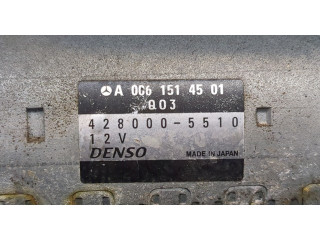 A 006 151 45 01
Q03
428000-5510
12V
DENSO MADE IN JAPAN